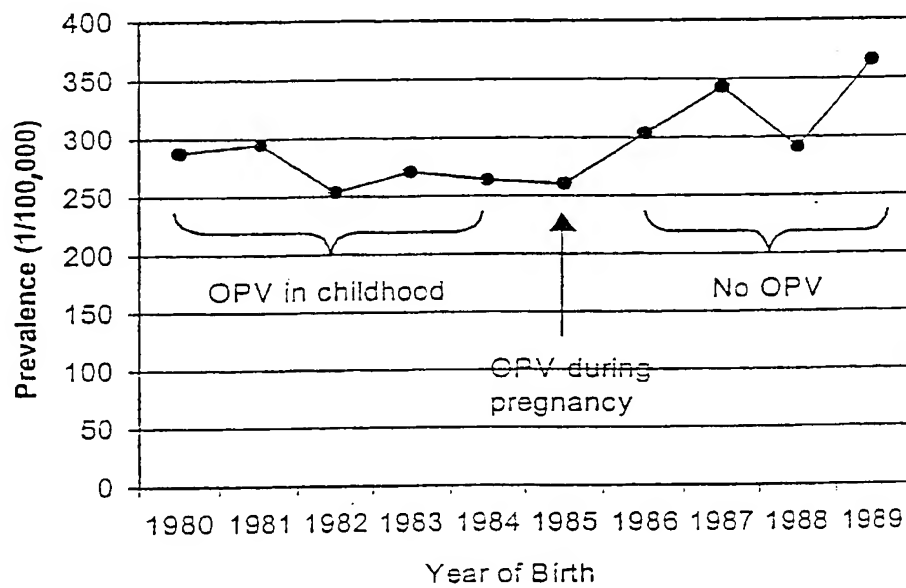 400
350
300
250
200
150
100
50
0
Prevalence (1/100,000)
OPV in childhood
No OPV
OPV during
pregnancy
1980 1981 1982 1983 1984 1985 1986 1987 1988 1989
Year of Birth